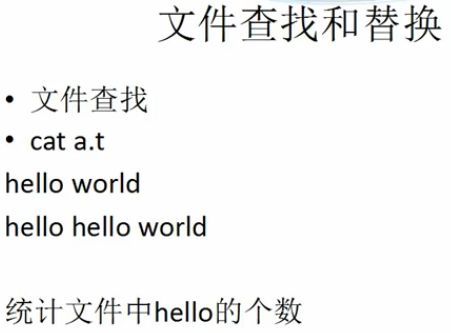 文件查找和替换
• 文件查找
• cat a.t
hello world
hello hello world
统计文件中hello的个数